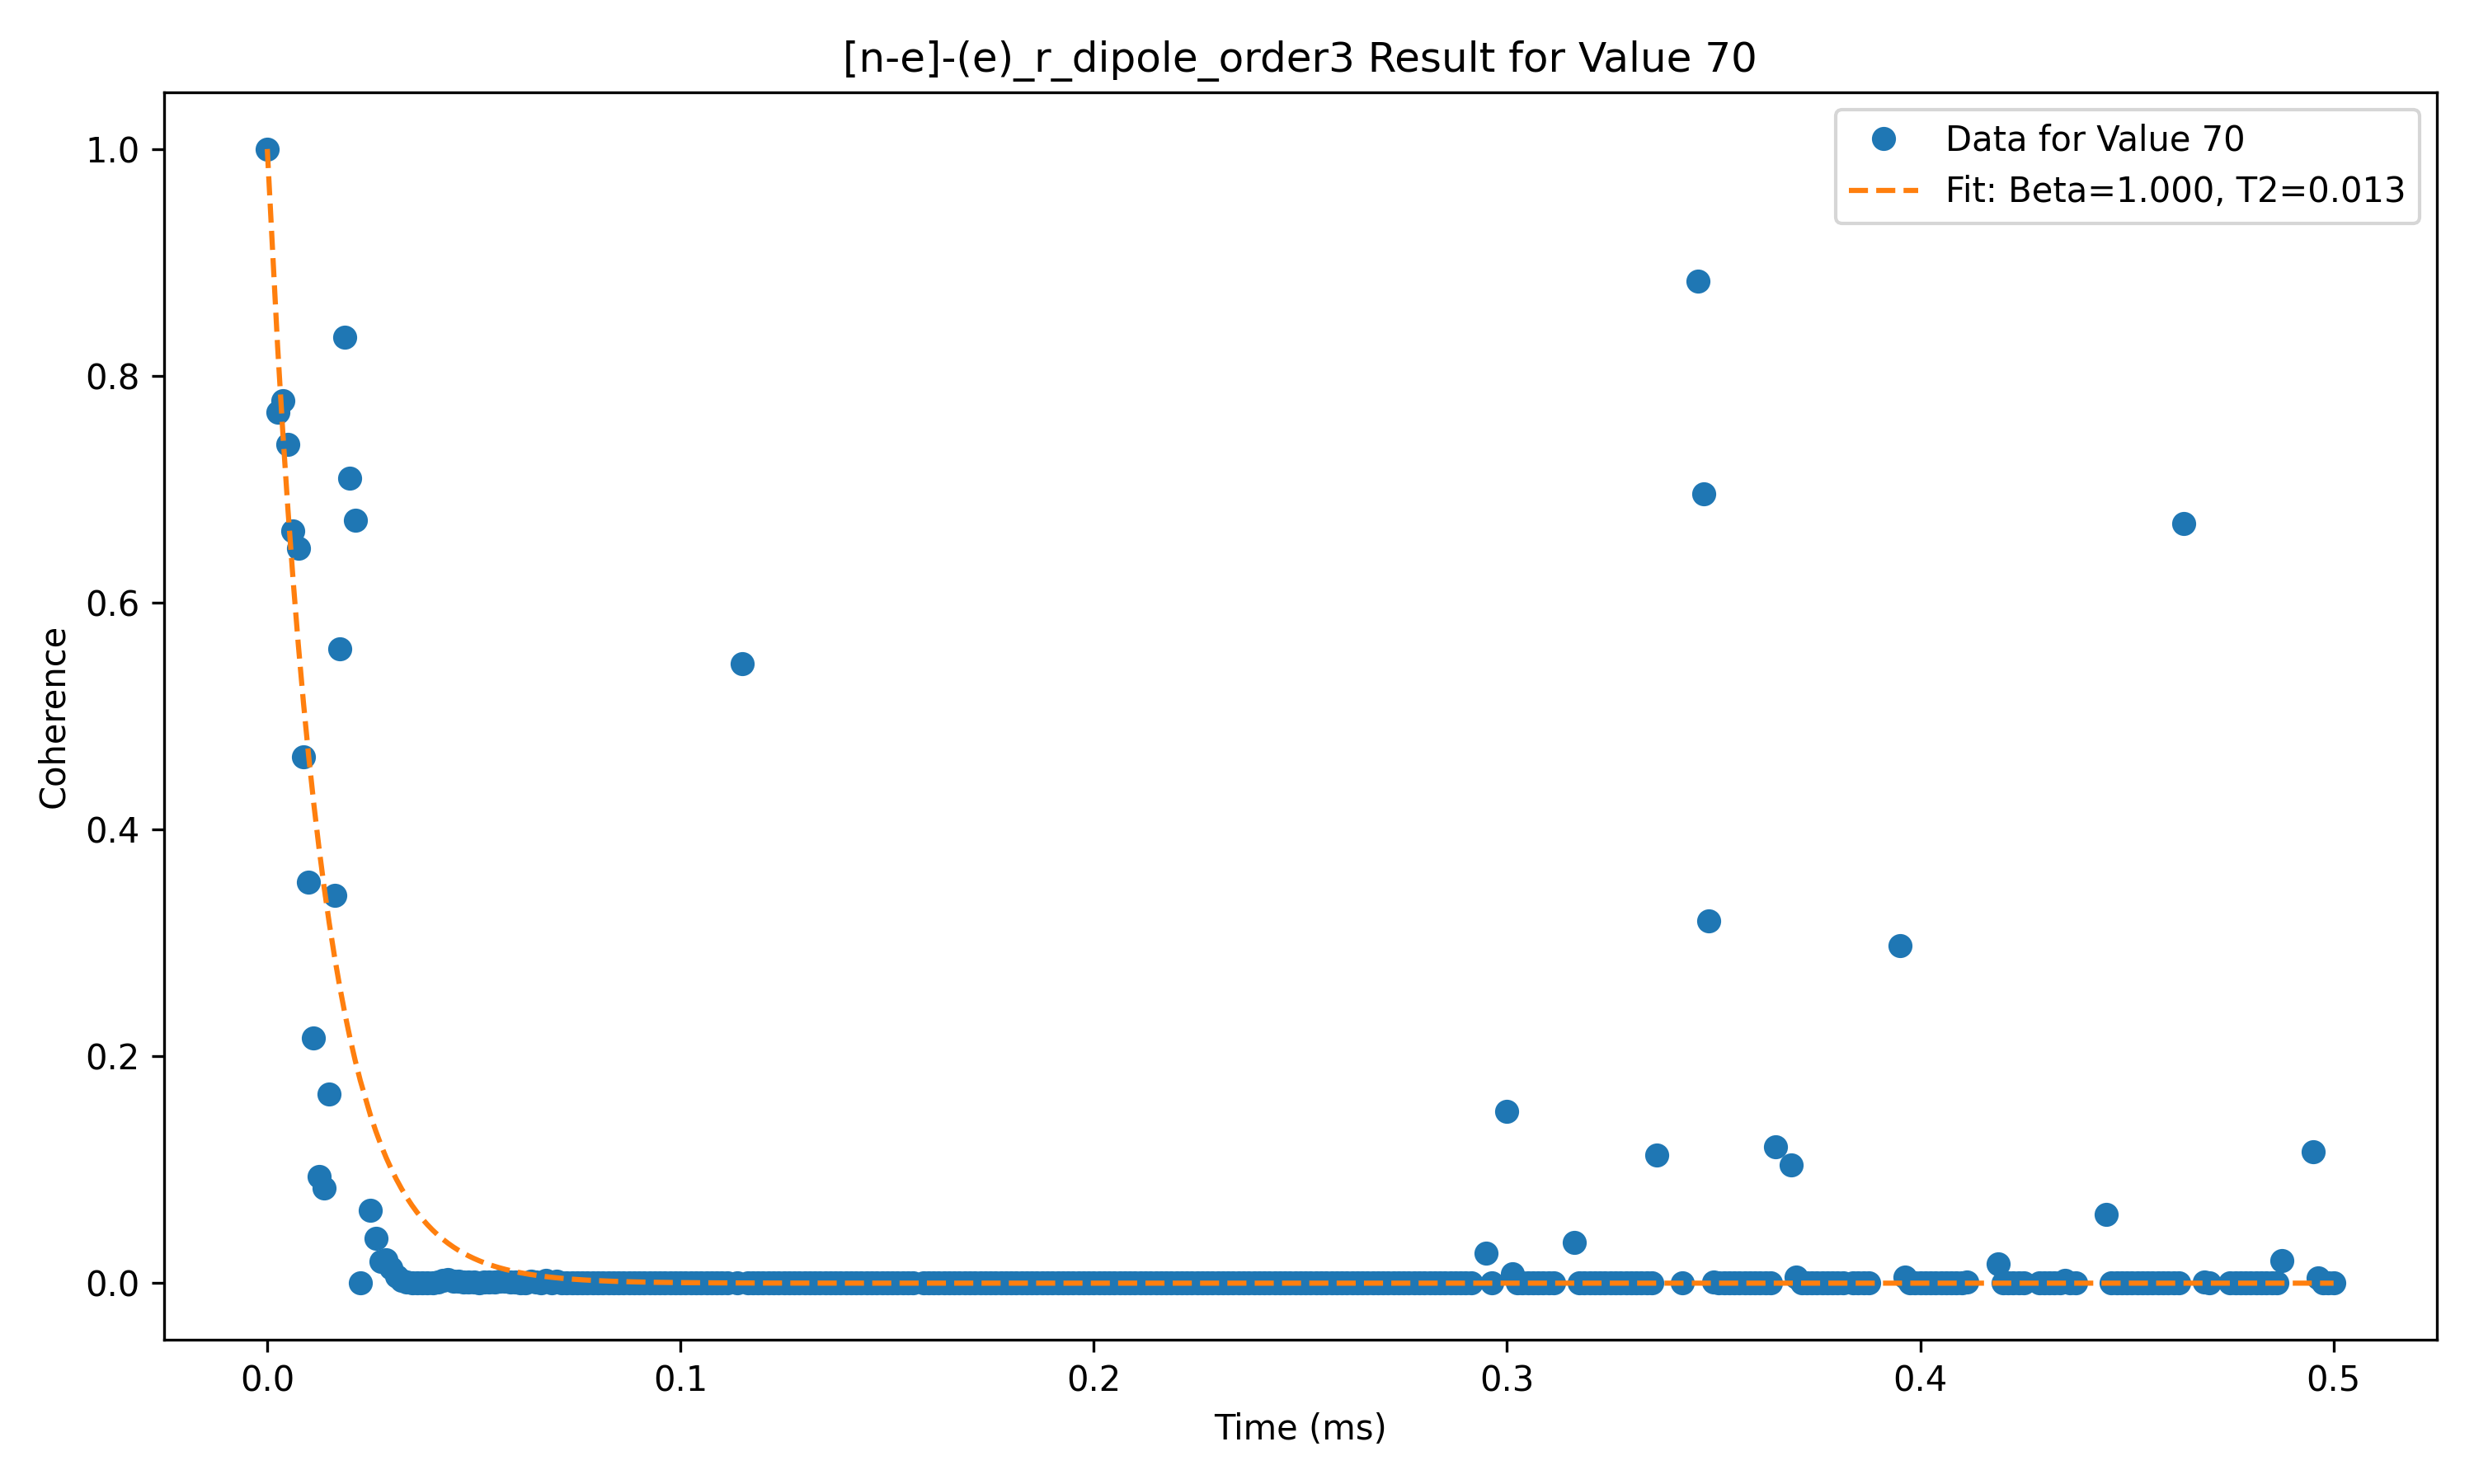 [n-e]-(e)_r_dipole_order3 Result for Value 70
Data for Value 70
Fit: Beta=1.000, T2=0.013
Coherence
1.0
0.8
0.6
0.4
0.2
0.0
0.0 0.1 0.2 0.3 0.4 0.5
Time (ms)